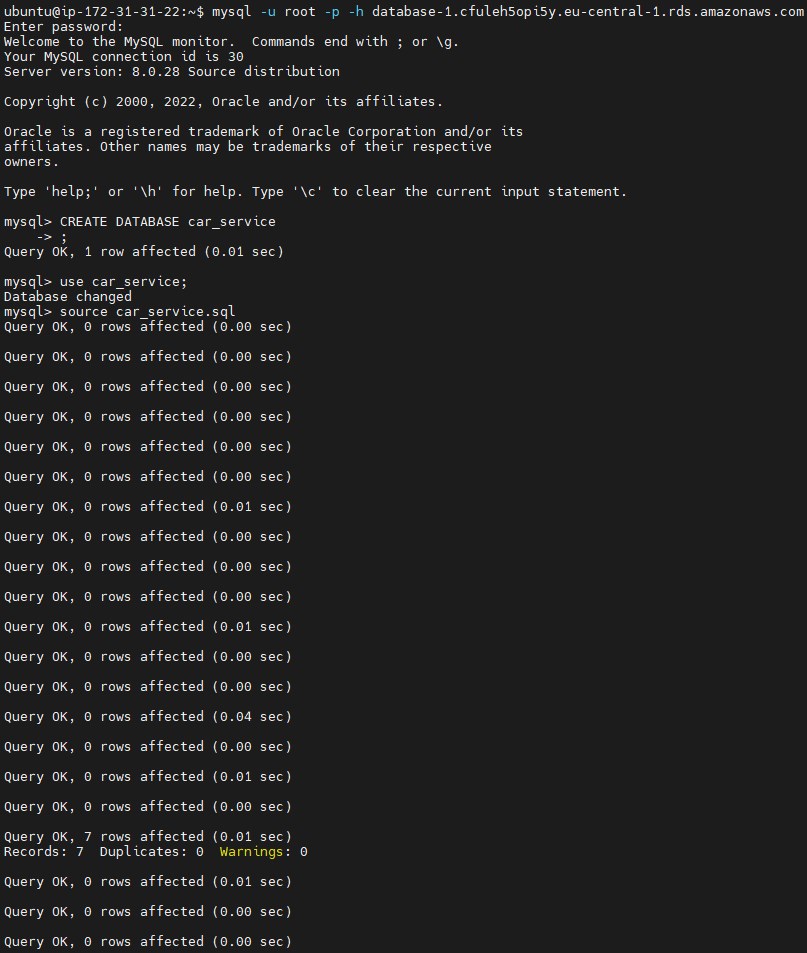 ubuntu@ip-172-31-31-22:~$ mysql -u root -p -h database-1.cfuleh5opi5y.eu-central-1.rds.amazonaws.com
Enter password:
Welcome to the MySQL monitor.  Commands end with ; or \g.
Your MySQL connection id is 30
Server version: 8.0.28 Source distribution
Copyright (c) 2000, 2022, Oracle and/or its affiliates.
Oracle is a registered trademark of Oracle Corporation and/or its
affiliates. Other names may be trademarks of their respective
owners.
Type 'help;' or '\h' for help. Type '\c' to clear the current input statement.
mysql> CREATE DATABASE car_service
    -> ;
Query OK, 1 row affected (0.01 sec)
mysql> use car_service;
Database changed
mysql> source car_service.sql
Query OK, 0 rows affected (0.00 sec)
Query OK, 0 rows affected (0.00 sec)
Query OK, 0 rows affected (0.00 sec)
Query OK, 0 rows affected (0.00 sec)
Query OK, 0 rows affected (0.00 sec)
Query OK, 0 rows affected (0.00 sec)
Query OK, 0 rows affected (0.01 sec)
Query OK, 0 rows affected (0.00 sec)
Query OK, 0 rows affected (0.00 sec)
Query OK, 0 rows affected (0.00 sec)
Query OK, 0 rows affected (0.01 sec)
Query OK, 0 rows affected (0.00 sec)
Query OK, 0 rows affected (0.00 sec)
Query OK, 0 rows affected (0.04 sec)
Query OK, 0 rows affected (0.00 sec)
Query OK, 0 rows affected (0.01 sec)
Query OK, 0 rows affected (0.00 sec)
Query OK, 7 rows affected (0.01 sec)
Records: 7  Duplicates: 0  Warnings: 0
Query OK, 0 rows affected (0.01 sec)
Query OK, 0 rows affected (0.00 sec)
Query OK, 0 rows affected (0.00 sec)